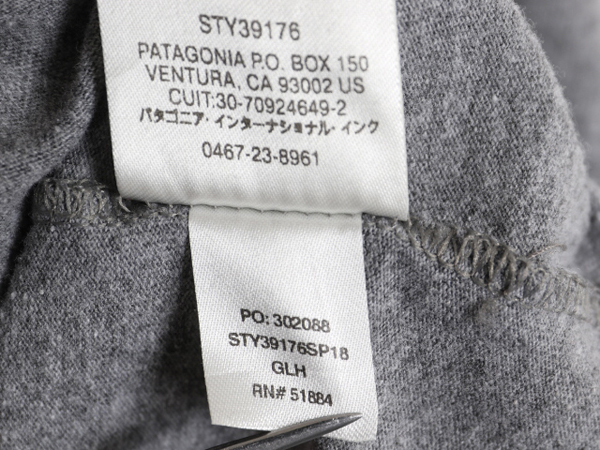 STY39176
PATAGONIA P.O. BOX 150
VENTURA, CA 93002 US
CUIT:30-70924649-2
パタゴニア・インターナショナル・インク
0467-23-8961
PO: 302088
STY39176SP18
GLH
RN# 51884